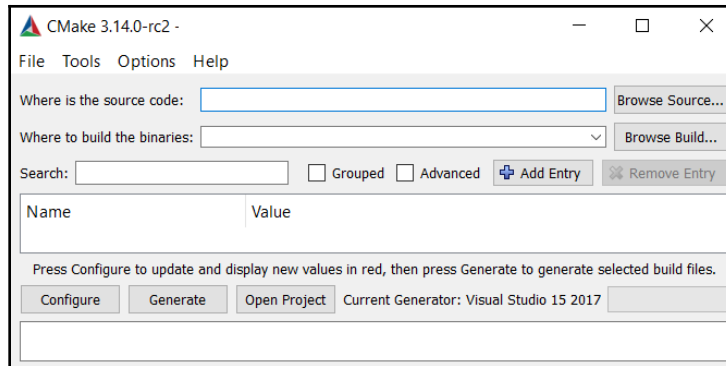 CMake 3.14.0-rc2 -
File Tools Options Help
Where is the source code: Browse Source...
Where to build the binaries: Browse Build...
Search: Grouped Advanced Add Entry Remove Entry
Name Value
Press Configure to update and display new values in red, then press Generate to generate selected build files.
Configure Generate Open Project Current Generator: Visual Studio 15 2017